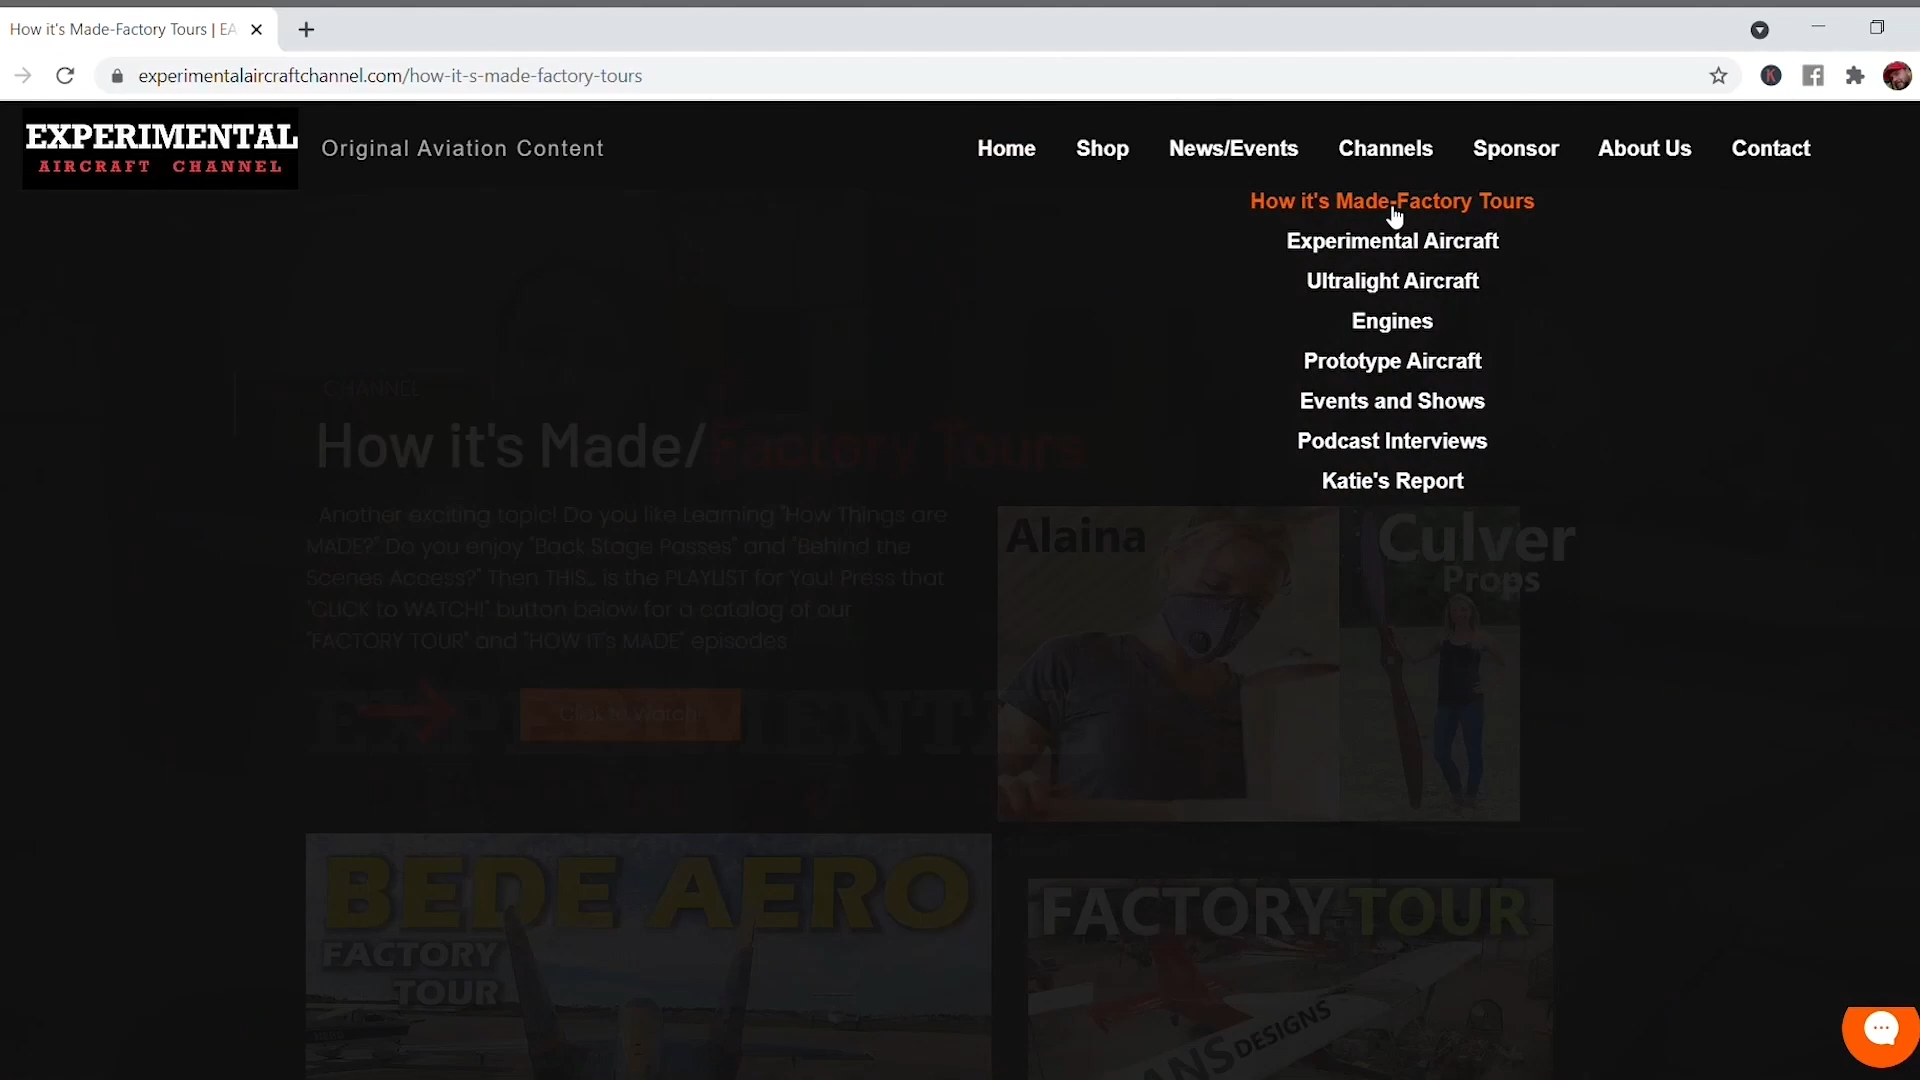 How it's Made-Factory Tours | EA
experimentalaircraftchannel.com/how-it-s-made-factory-tours
K
EXPERIMENTAL
AIRCRAFT CHANNEL
Original Aviation Content
Home
Shop
News/Events
Channels
Sponsor
About Us
Contact
How it's Made-Factory Tours
Experimental Aircraft
Ultralight Aircraft
Engines
Prototype Aircraft
Events and Shows
Podcast Interviews
Katie's Report
CHANNEL
How it's Made/Factory Tours
Another exciting topic! Do you like Learning "How Things are
MADE?" Do you enjoy "Back Stage Passes" and "Behind the
Scenes Access?" Then THIS... is the PLAYLIST for You! Press that
"CLICK to WATCH!" button below for a catalog of our
"FACTORY TOUR" and "HOW IT's MADE" episodes
EXPERIMENTAL
Click to Watch!
Alaina
Culver
Props
BEDE AERO
FACTORY
TOUR
FACTORY TOUR
ANS DESIGNS